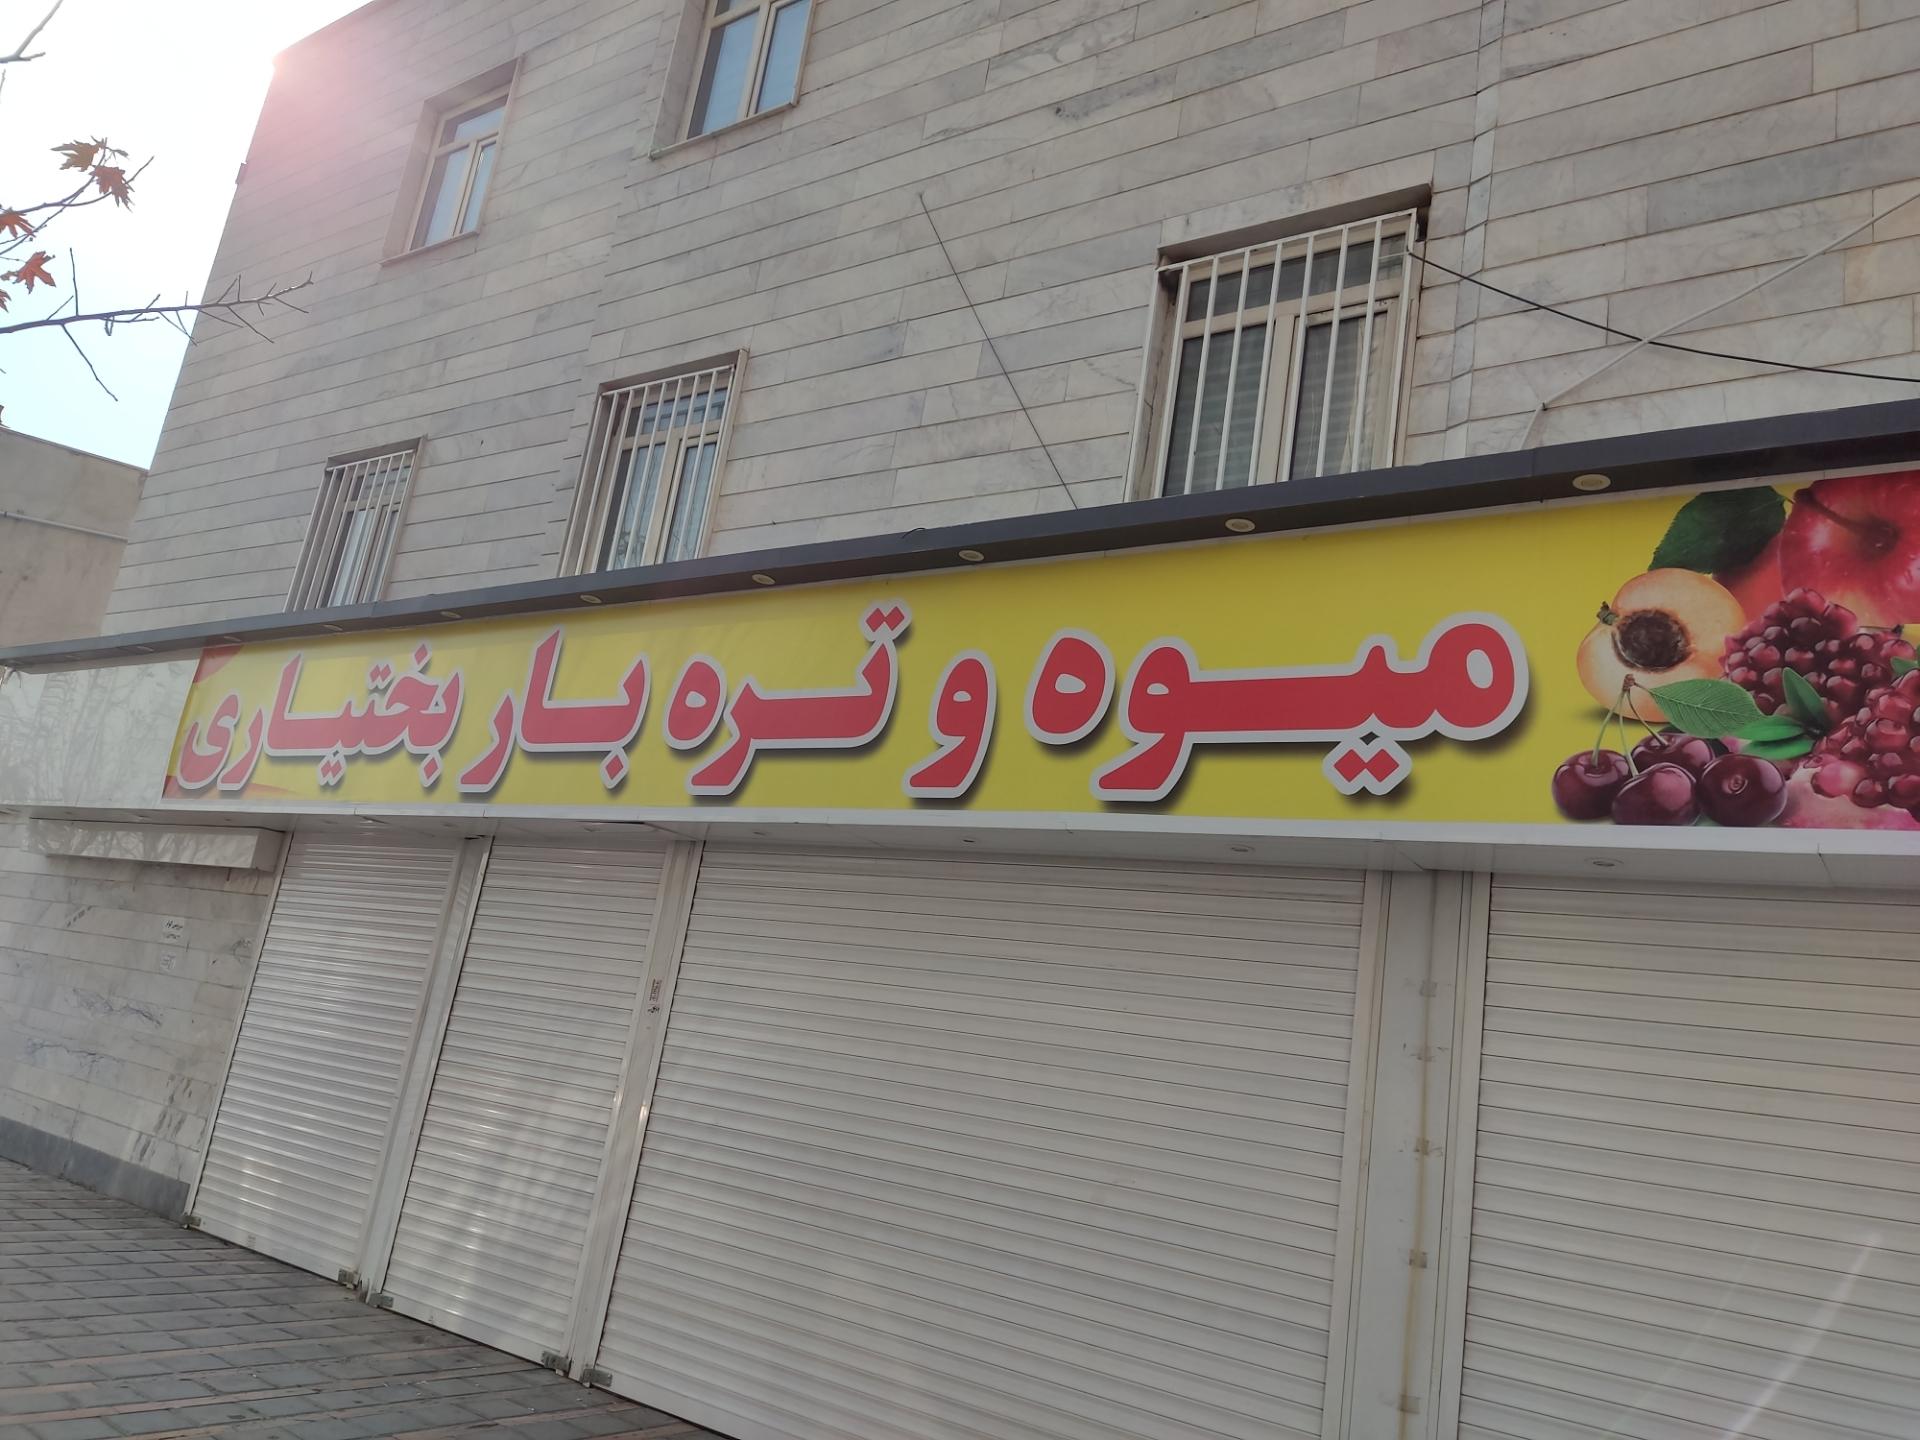 میوه و تره بار بختیاری